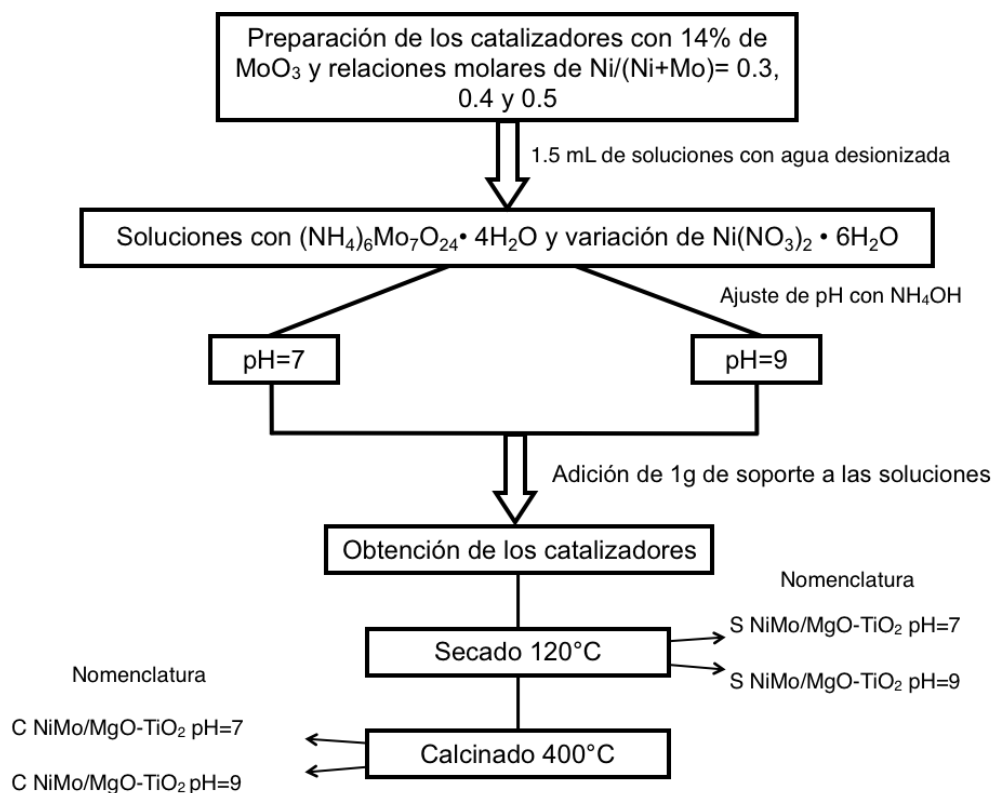 Preparación de los catalizadores con 14% de
MoO₃ y relaciones molares de Ni/(Ni+Mo)= 0.3,
0.4 y 0.5
1.5 mL de soluciones con agua desionizada
Soluciones con (NH₄)₆Mo₇O₂₄• 4H₂O y variación de Ni(NO₃)₂ • 6H₂O
Ajuste de pH con NH₄OH
pH=7
pH=9
Adición de 1g de soporte a las soluciones
Obtención de los catalizadores
Nomenclatura
S NiMo/MgO-TiO₂ pH=7
Secado 120°C
S NiMo/MgO-TiO₂ pH=9
Nomenclatura
C NiMo/MgO-TiO₂ pH=7
Calcinado 400°C
C NiMo/MgO-TiO₂ pH=9